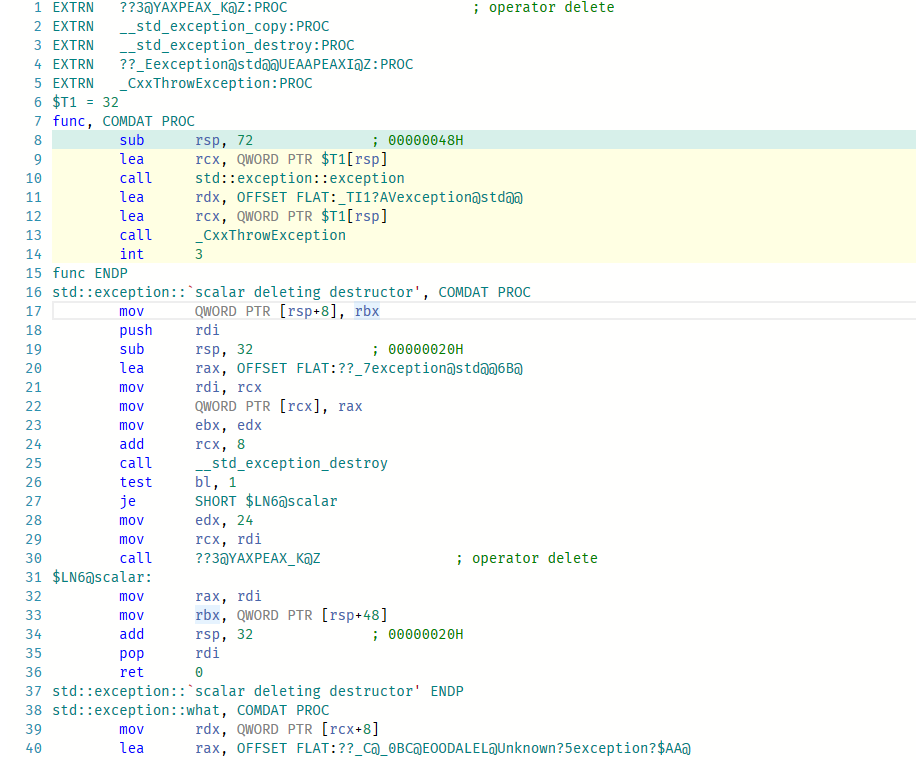 1 EXTRN ??3@YAXPEAX_K@Z:PROC ; operator delete
2 EXTRN __std_exception_copy:PROC
3 EXTRN __std_exception_destroy:PROC
4 EXTRN ??_Eexception@std@@UEAAPEAXI@Z:PROC
5 EXTRN _CxxThrowException:PROC
6 $T1 = 32
7 func, COMDAT PROC
8 sub rsp, 72 ; 00000048H
9 lea rcx, QWORD PTR $T1[rsp]
10 call std::exception::exception
11 lea rdx, OFFSET FLAT:_TI1?AVexception@std@@
12 lea rcx, QWORD PTR $T1[rsp]
13 call _CxxThrowException
14 int 3
15 func ENDP
16 std::exception::`scalar deleting destructor', COMDAT PROC
17 mov QWORD PTR [rsp+8], rbx
18 push rdi
19 sub rsp, 32 ; 00000020H
20 lea rax, OFFSET FLAT:??_7exception@std@@6B@
21 mov rdi, rcx
22 mov QWORD PTR [rcx], rax
23 mov ebx, edx
24 add rcx, 8
25 call __std_exception_destroy
26 test bl, 1
27 je SHORT $LN6@scalar
28 mov edx, 24
29 mov rcx, rdi
30 call ??3@YAXPEAX_K@Z ; operator delete
31 $LN6@scalar:
32 mov rax, rdi
33 mov rbx, QWORD PTR [rsp+48]
34 add rsp, 32 ; 00000020H
35 pop rdi
36 ret 0
37 std::exception::`scalar deleting destructor' ENDP
38 std::exception::what, COMDAT PROC
39 mov rdx, QWORD PTR [rcx+8]
40 lea rax, OFFSET FLAT:??_C@_0BC@EOODALEL@Unknown?5exception?$AA@